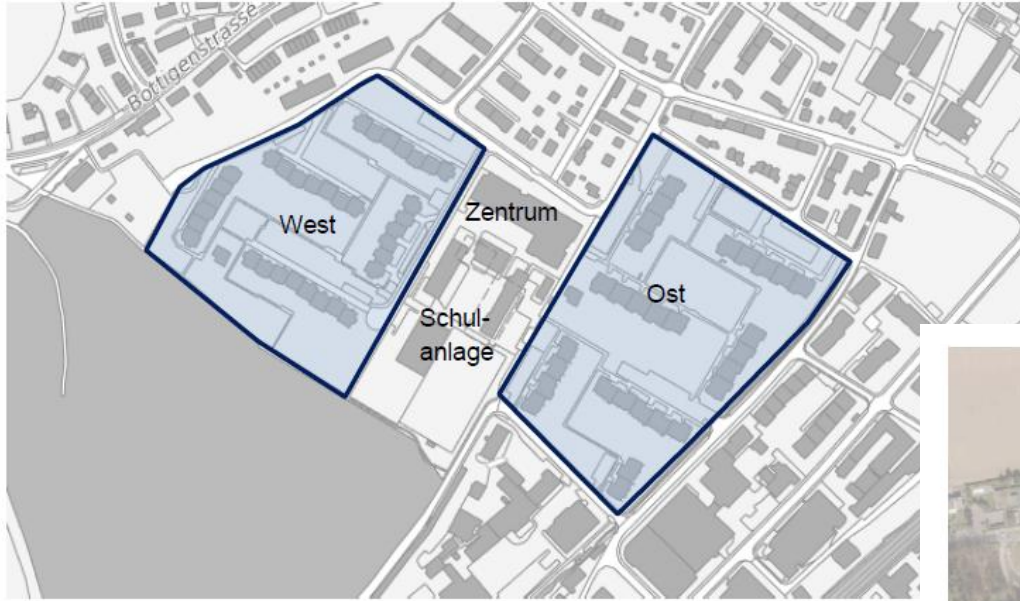 Bottigenstrasse
West
Zentrum
Ost
Schul-
anlage